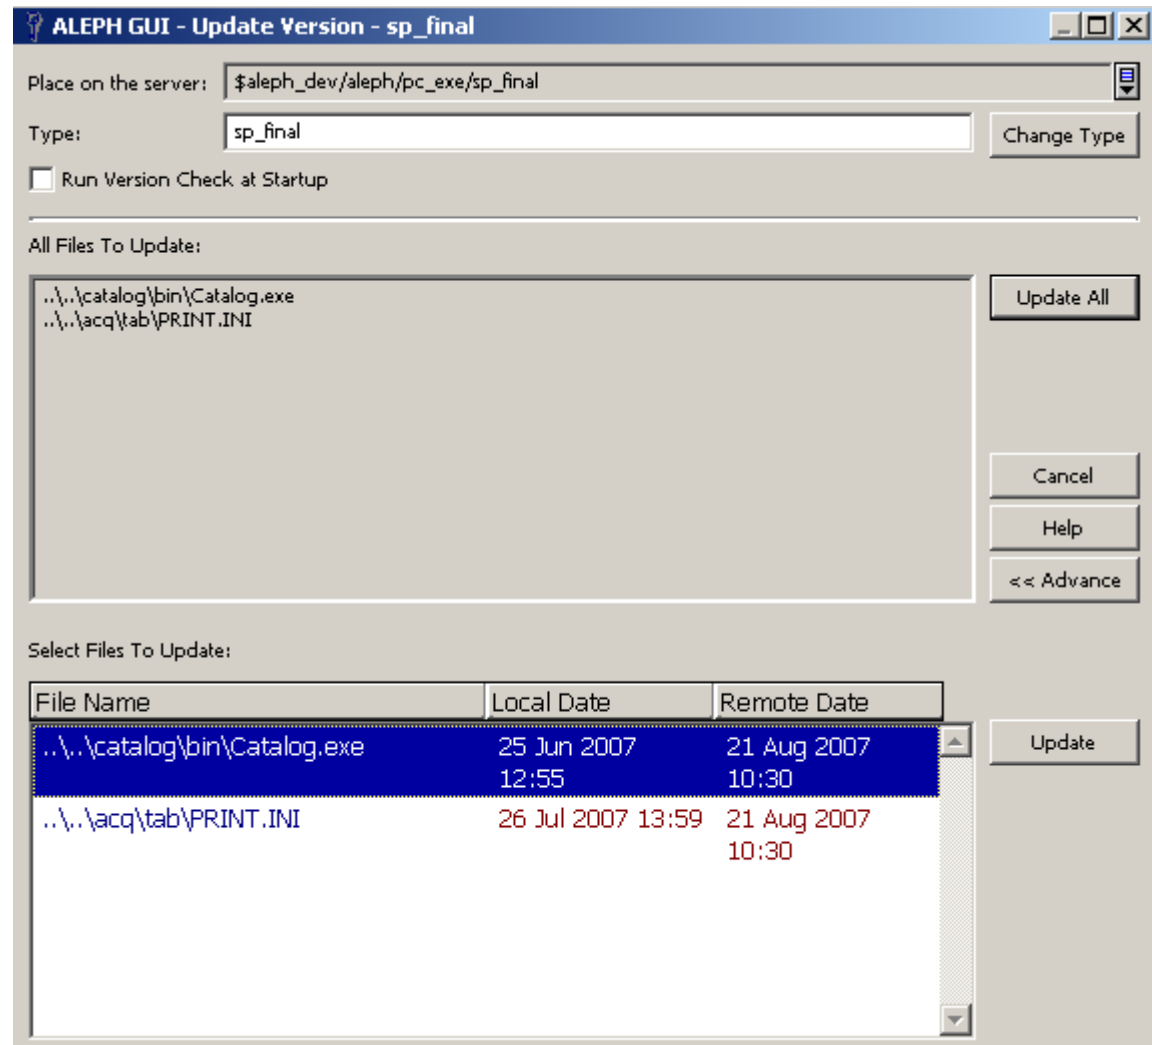 ALEPH GUI - Update Version - sp_final
Place on the server: $aleph_dev/aleph/pc_exe/sp_final
Type: sp_final Change Type
Run Version Check at Startup
All Files To Update:
..\..\catalog\bin\Catalog.exe Update All
..\..\acq\tab\PRINT.INI
Cancel
Help
<< Advance
Select Files To Update:
File Name Local Date Remote Date
..\..\catalog\bin\Catalog.exe 25 Jun 2007 21 Aug 2007 Update
12:55 10:30
..\..\acq\tab\PRINT.INI 26 Jul 2007 13:59 21 Aug 2007
10:30